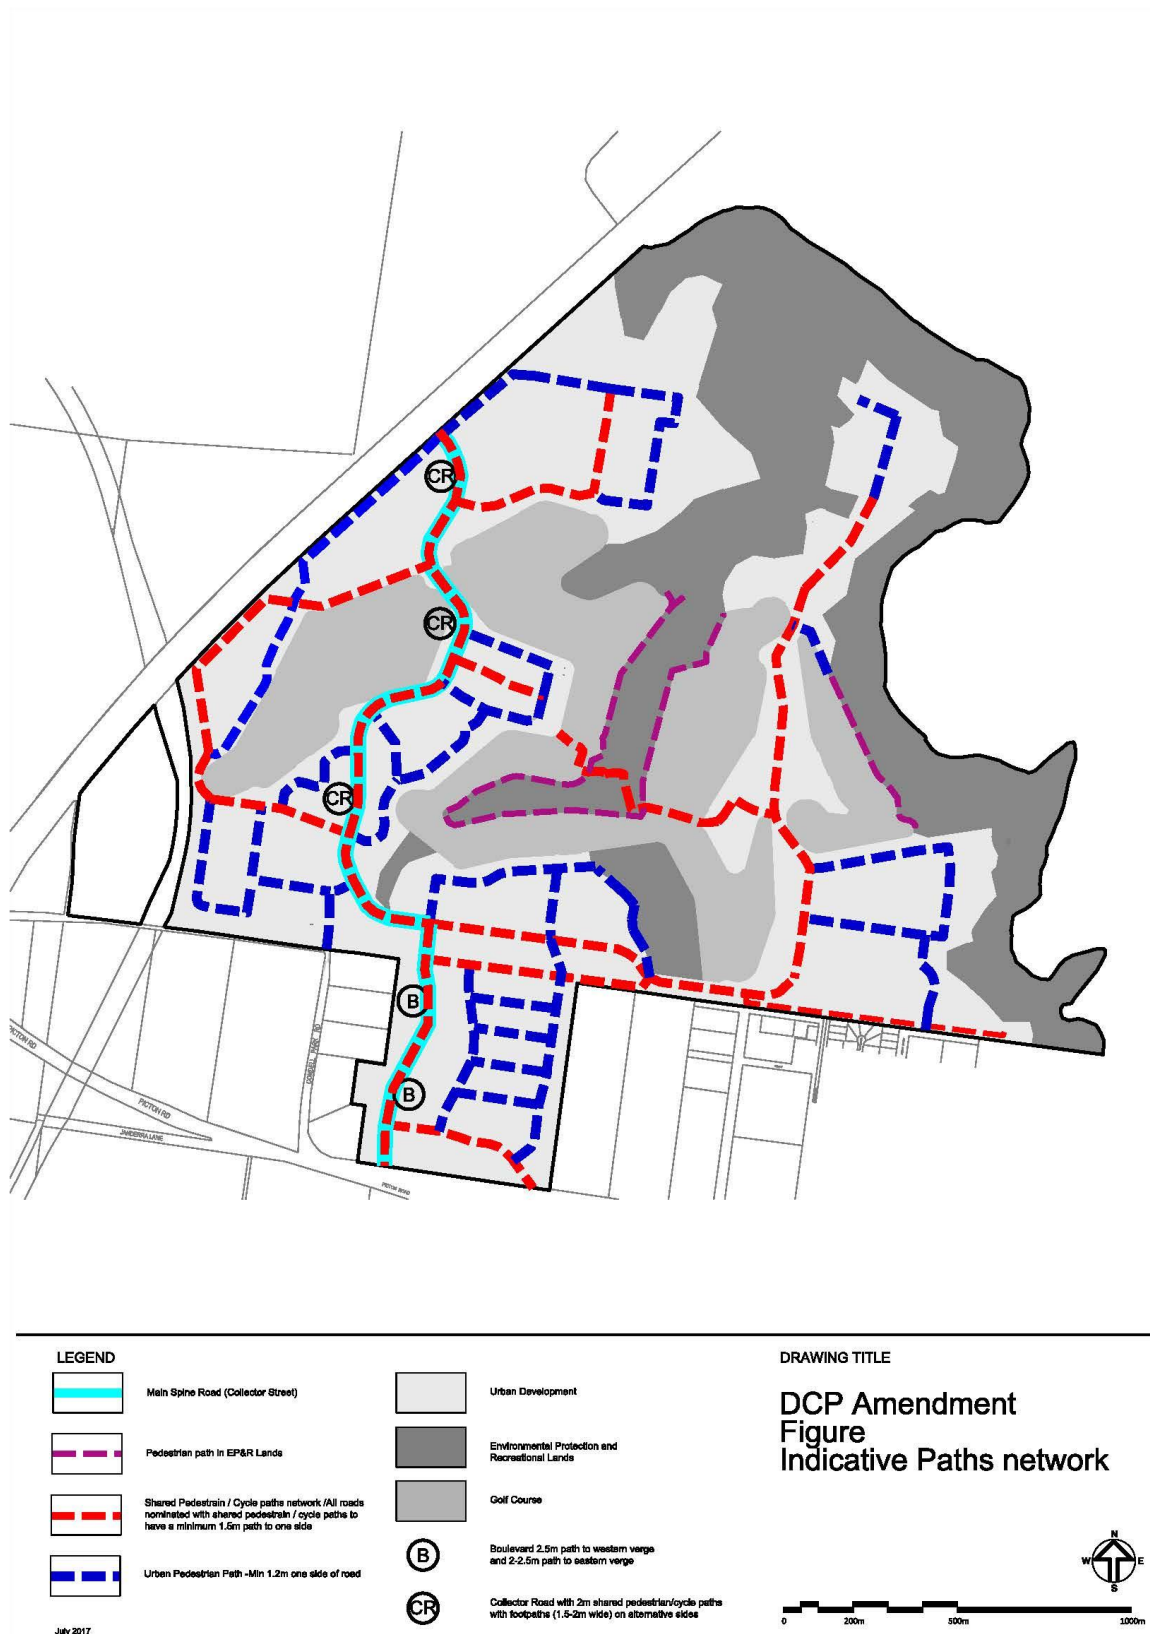 CR
CR
CR
B
B
PICTON RD
PICTON RD
JANDERRA LANE
CONDELL PARK RD
PICTON ROAD
LEGEND
Main Spine Road (Collector Street)
Pedestrian path in EP&R Lands
Shared Pedestrain / Cycle paths network /All roads
nominated with shared pedestrain / cycle paths to
have a minimum 1.5m path to one side
Urban Pedestrian Path -Min 1.2m one side of road
July 2017
Urban Development
Environmental Protection and
Recreational Lands
Golf Course
B
Boulevard 2.5m path to western verge
and 2-2.5m path to eastern verge
CR
Collector Road with 2m shared pedestrian/cycle paths
with footpaths (1.5-2m wide) on alternative sides
DRAWING TITLE
DCP Amendment
Figure
Indicative Paths network
N
W E
S
0 200m 500m 1000m